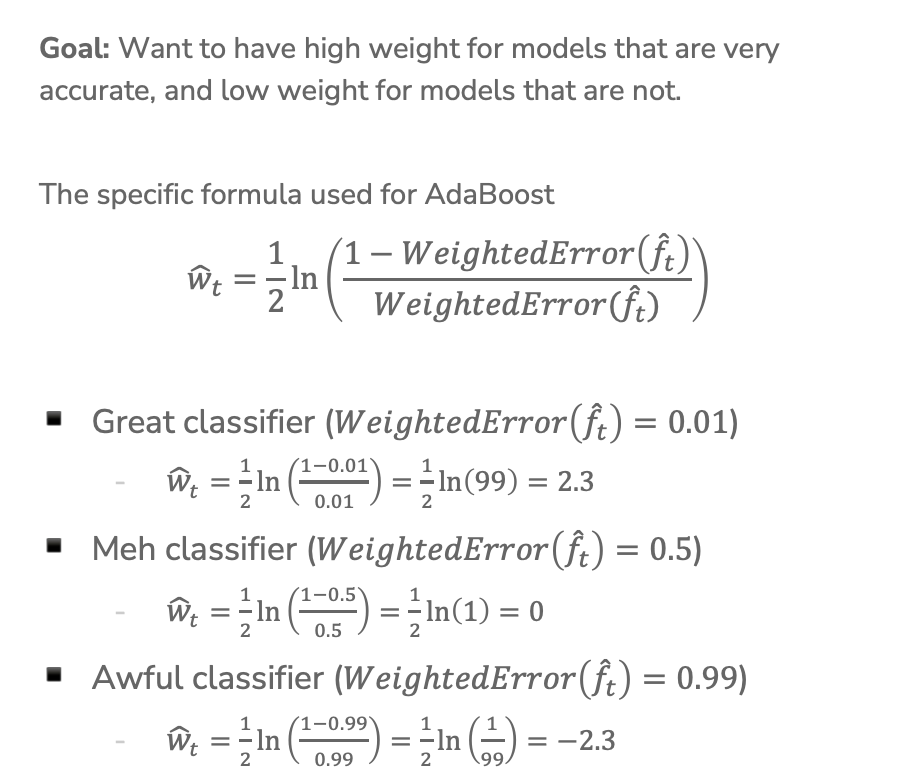 Goal: Want to have high weight for models that are very
accurate, and low weight for models that are not.
The specific formula used for AdaBoost
ŵ_t = 1/2 ln((1 − WeightedError(f̂_t)) / WeightedError(f̂_t))
▪ Great classifier (WeightedError(f̂_t) = 0.01)
- ŵ_t = 1/2 ln((1−0.01)/0.01) = 1/2 ln(99) = 2.3
▪ Meh classifier (WeightedError(f̂_t) = 0.5)
- ŵ_t = 1/2 ln((1−0.5)/0.5) = 1/2 ln(1) = 0
▪ Awful classifier (WeightedError(f̂_t) = 0.99)
- ŵ_t = 1/2 ln((1−0.99)/0.99) = 1/2 ln(1/99) = −2.3